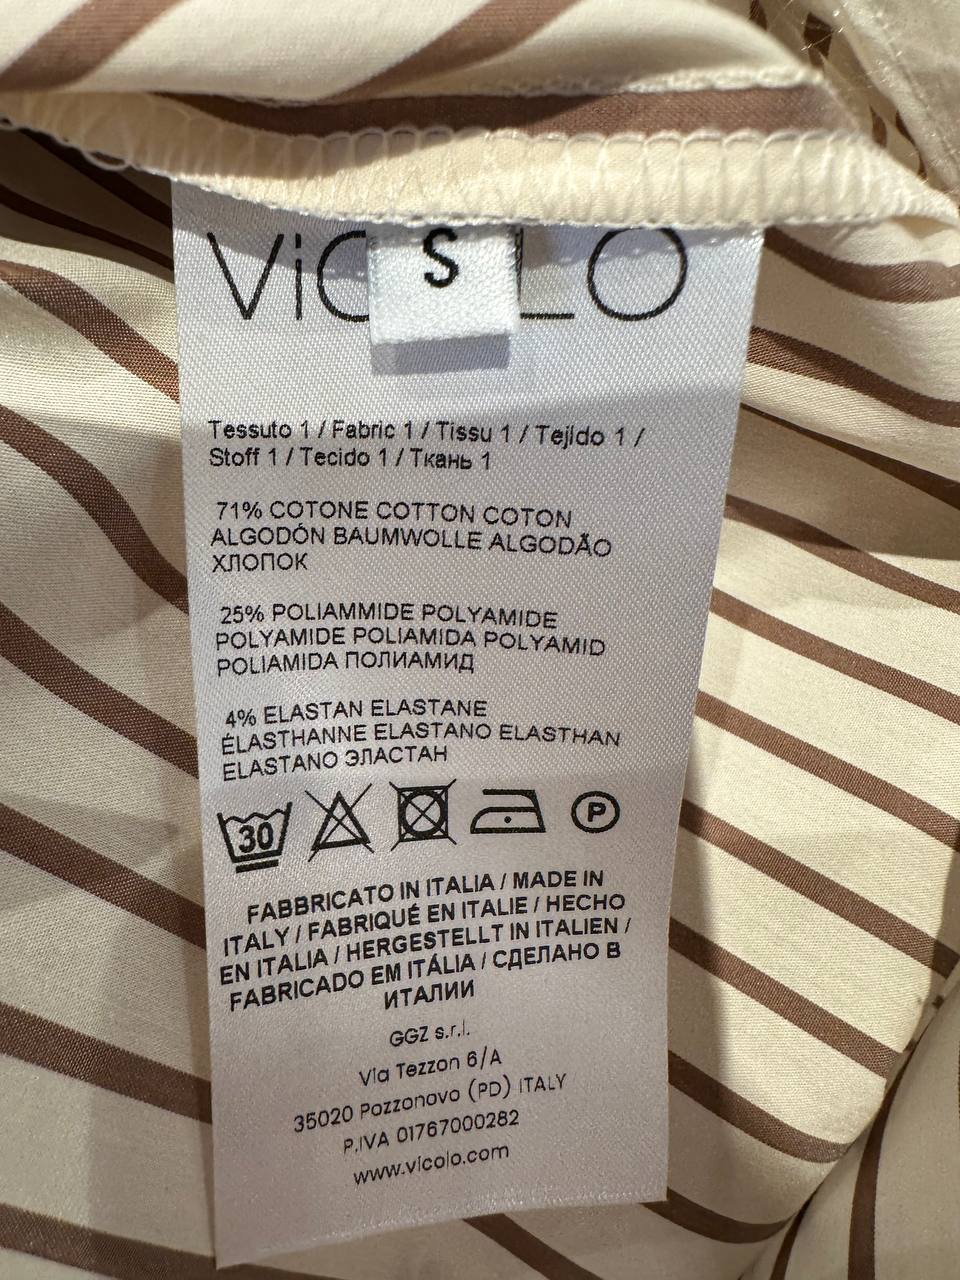 ViC LO
S
Tessuto 1 / Fabric 1 / Tissu 1 / Tejido 1 /
Stoff 1 / Tecido 1 / Ткань 1
71% COTONE COTTON COTON
ALGODÓN BAUMWOLLE ALGODÃO
ХЛОПОК
25% POLIAMMIDE POLYAMIDE
POLYAMIDE POLIAMIDA POLYAMID
POLIAMIDA ПОЛИАМИД
4% ELASTAN ELASTANE
ÉLASTHANNE ELASTANO ELASTHAN
ELASTANO ЭЛАСТАН
30 P
FABBRICATO IN ITALIA / MADE IN
ITALY / FABRIQUÉ EN ITALIE / HECHO
EN ITALIA / HERGESTELLT IN ITALIEN /
FABRICADO EM ITÁLIA / СДЕЛАНО В
ИТАЛИИ
GGZ s.r.l.
Via Tezzon 6/A
35020 Pozzonovo (PD) ITALY
P.IVA 01767000282
www.vicolo.com